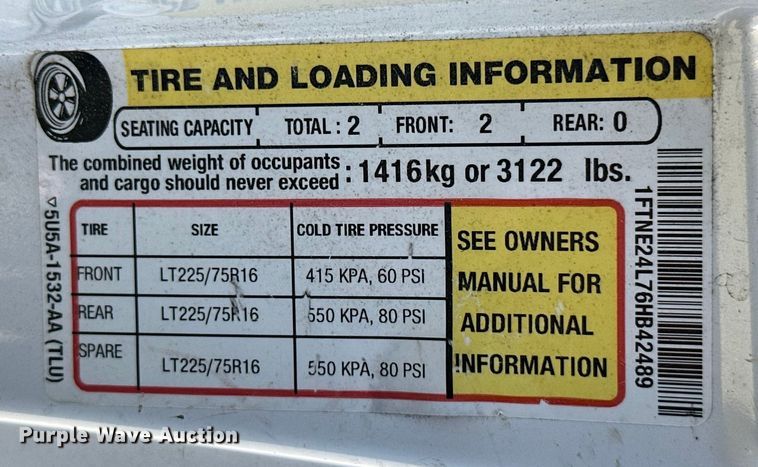 TIRE AND LOADING INFORMATION
SEATING CAPACITY TOTAL: 2 FRONT: 2 REAR: 0
The combined weight of occupants
and cargo should never exceed : 1416kg or 3122 lbs.
TIRE SIZE COLD TIRE PRESSURE
FRONT LT225/75R16 415 KPA, 60 PSI
REAR LT225/75R16 550 KPA, 80 PSI
SPARE LT225/75R16 550 KPA, 80 PSI
SEE OWNERS
MANUAL FOR
ADDITIONAL
INFORMATION
▽5U5A-1532-AA (TLU)
1FTNE24L76HB42489
Purple Wave Auction